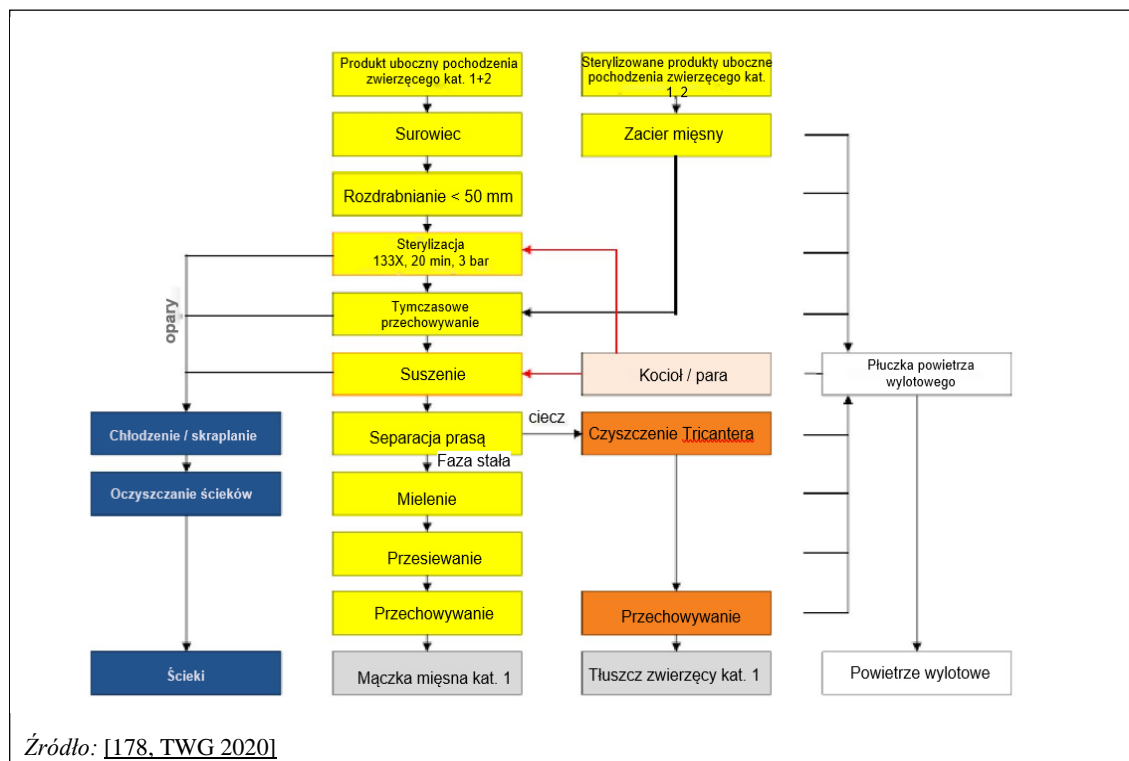 Produkt uboczny pochodzenia
zwierzęcego kat. 1+2
Sterylizowane produkty uboczne
pochodzenia zwierzęcego kat.
1, 2
Surowiec
Zacier mięsny
Rozdrabnianie < 50 mm
Sterylizacja
133X, 20 min, 3 bar
opary
Tymczasowe
przechowywanie
Suszenie
Kocioł / para
Płuczka powietrza
wylotowego
ciecz
Chłodzenie / skraplanie
Separacja prasą
Czyszczenie Tricantera
Faza stała
Oczyszczanie ścieków
Mielenie
Przesiewanie
Przechowywanie
Przechowywanie
Ścieki
Mączka mięsna kat. 1
Tłuszcz zwierzęcy kat. 1
Powietrze wylotowe
Źródło: [178, TWG 2020]